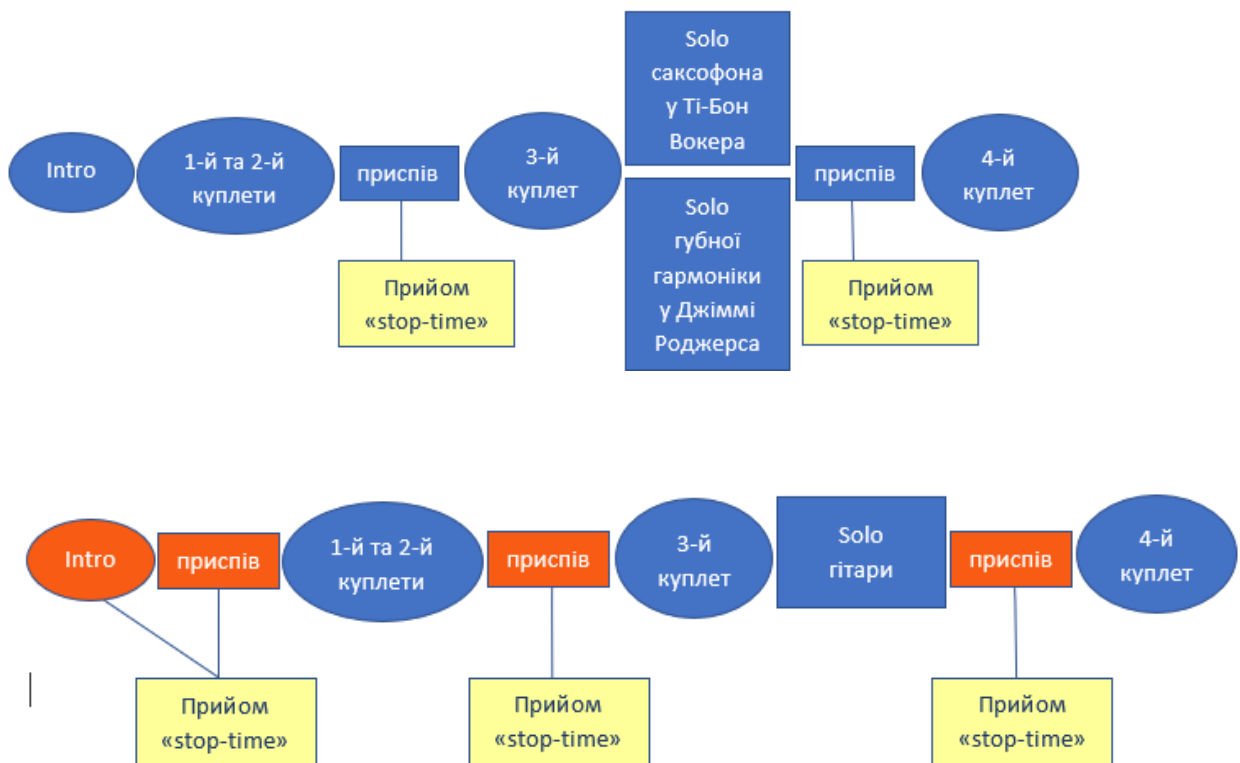 Intro
1-й та 2-й
куплети
приспів
Прийом
«stop-time»
3-й
куплет
Solo
саксофона
у Ті-Бон
Вокера
Solo
губної
гармоніки
у Джіммі
Роджерса
приспів
Прийом
«stop-time»
4-й
куплет
Intro
приспів
Прийом
«stop-time»
1-й та 2-й
куплети
приспів
Прийом
«stop-time»
3-й
куплет
Solo
гітари
приспів
Прийом
«stop-time»
4-й
куплет